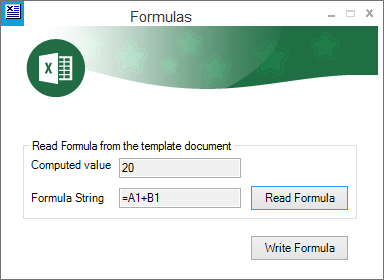 Formulas
Read Formula from the template document
Computed value 20
Formula String =A1+B1 Read Formula
Write Formula